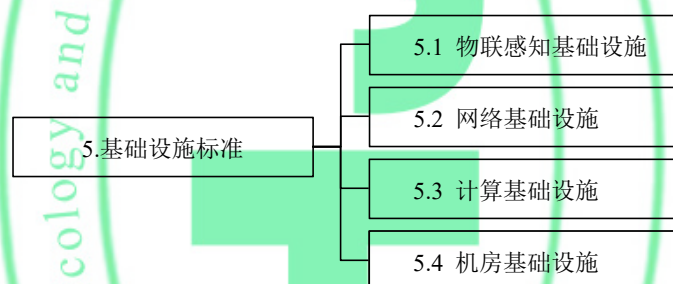 5.基础设施标准
5.1 物联感知基础设施
5.2 网络基础设施
5.3 计算基础设施
5.4 机房基础设施
cology and